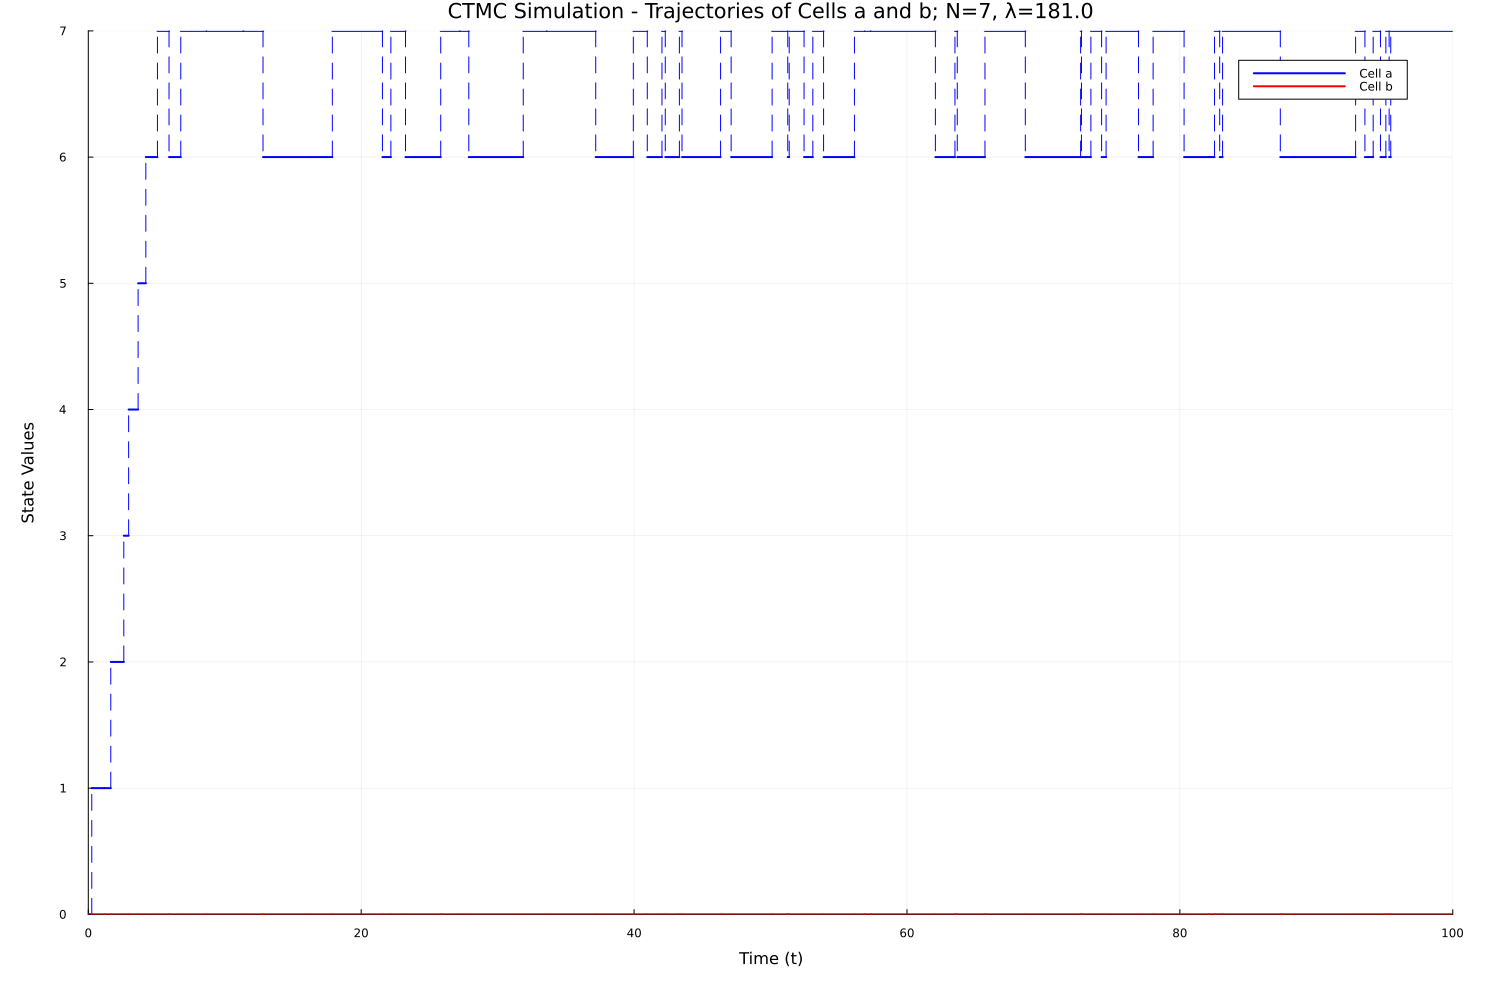 CTMC Simulation - Trajectories of Cells a and b; N=7, λ=181.0
7
6
5
4
3
2
1
0
State Values
Cell a
Cell b
0 20 40 60 80 100
Time (t)